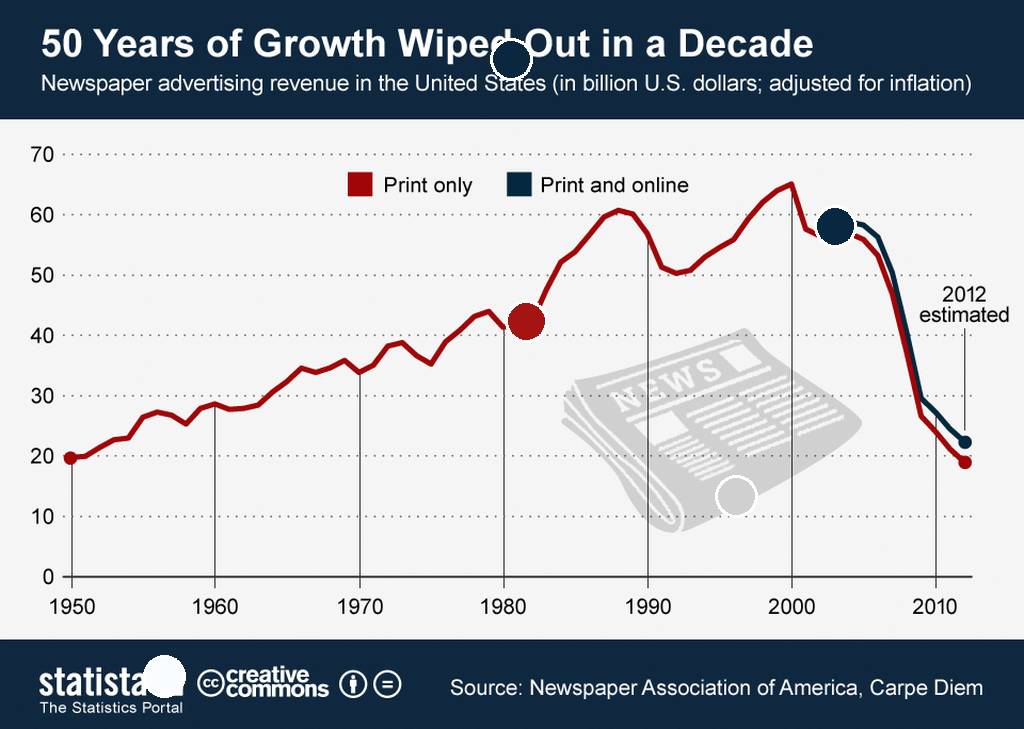 50 Years of Growth Wiped Out in a Decade
Newspaper advertising revenue in the United States (in billion U.S. dollars; adjusted for inflation)
70
Print only
Print and online
60
50
2012
estimated
40
30
20
10
0
NEWS
1950
1960
1970
1980
1990
2000
2010
cc creative commons
The Statistics Portal
Source: Newspaper Association of America, Carpe Diem